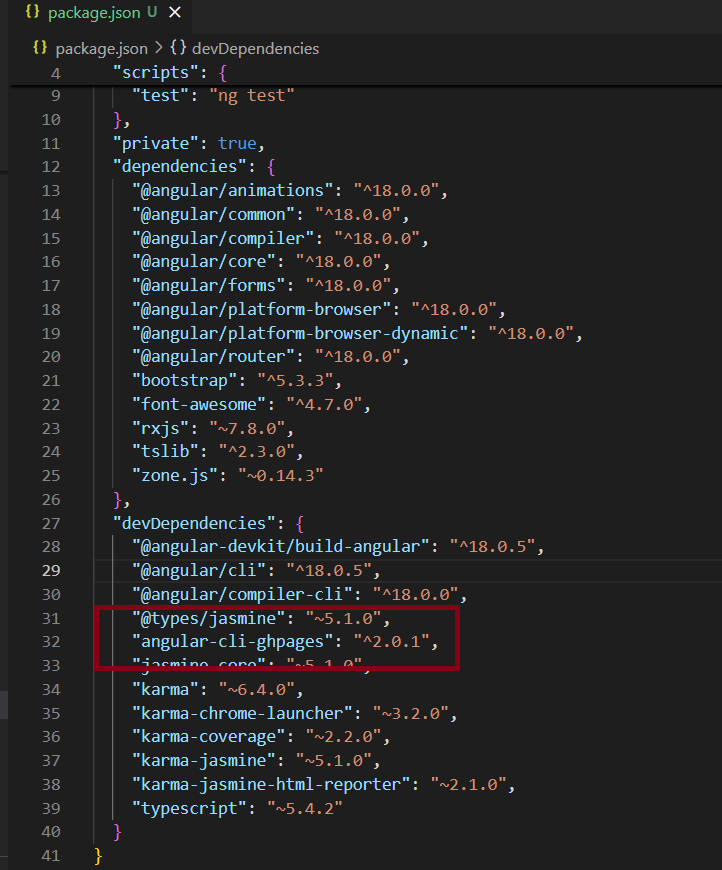 {} package.json U ×
{} package.json > {} devDependencies
4 "scripts": {
9 "test": "ng test"
10 },
11 "private": true,
12 "dependencies": {
13 "@angular/animations": "^18.0.0",
14 "@angular/common": "^18.0.0",
15 "@angular/compiler": "^18.0.0",
16 "@angular/core": "^18.0.0",
17 "@angular/forms": "^18.0.0",
18 "@angular/platform-browser": "^18.0.0",
19 "@angular/platform-browser-dynamic": "^18.0.0",
20 "@angular/router": "^18.0.0",
21 "bootstrap": "^5.3.3",
22 "font-awesome": "^4.7.0",
23 "rxjs": "~7.8.0",
24 "tslib": "^2.3.0",
25 "zone.js": "~0.14.3"
26 },
27 "devDependencies": {
28 "@angular-devkit/build-angular": "^18.0.5",
29 "@angular/cli": "^18.0.5",
30 "@angular/compiler-cli": "^18.0.0",
31 "@types/jasmine": "~5.1.0",
32 "angular-cli-ghpages": "^2.0.1",
33 "jasmine-core": "~5.1.0",
34 "karma": "~6.4.0",
35 "karma-chrome-launcher": "~3.2.0",
36 "karma-coverage": "~2.2.0",
37 "karma-jasmine": "~5.1.0",
38 "karma-jasmine-html-reporter": "~2.1.0",
39 "typescript": "~5.4.2"
40 }
41 }